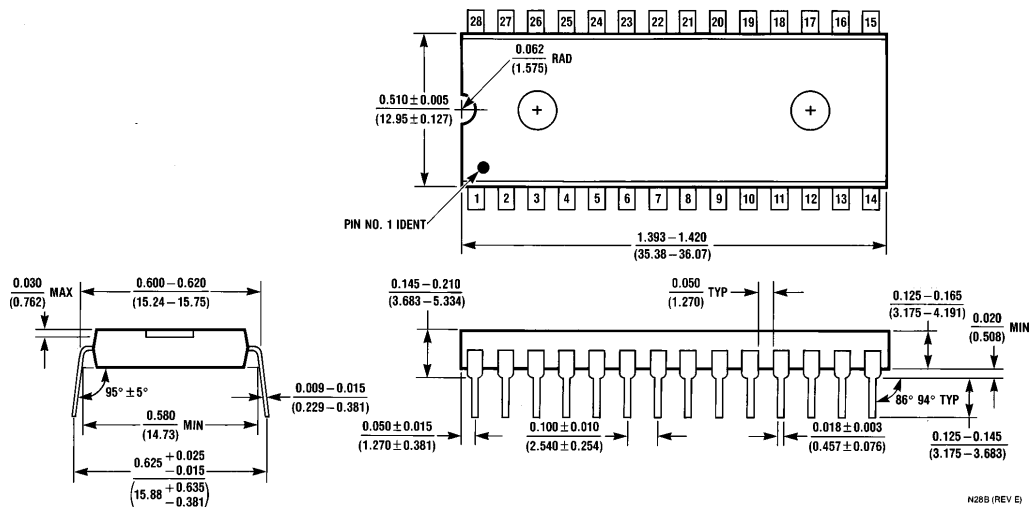 28 27 26 25 24 23 22 21 20 19 18 17 16 15
0.062
(1.575)
RAD
0.510 ± 0.005
(12.95 ± 0.127)
PIN NO. 1 IDENT
1 2 3 4 5 6 7 8 9 10 11 12 13 14
1.393 – 1.420
(35.38 – 36.07)
0.030
(0.762)
MAX
0.600 – 0.620
(15.24 – 15.75)
95° ± 5°
0.580
(14.73)
MIN
0.009 – 0.015
(0.229 – 0.381)
0.625 + 0.025
– 0.015
(15.88 + 0.635
– 0.381)
0.145 – 0.210
(3.683 – 5.334)
0.050
(1.270)
TYP
0.125 – 0.165
(3.175 – 4.191)
0.020
(0.508)
MIN
86° 94° TYP
0.050 ± 0.015
(1.270 ± 0.381)
0.100 ± 0.010
(2.540 ± 0.254)
0.018 ± 0.003
(0.457 ± 0.076)
0.125 – 0.145
(3.175 – 3.683)
N28B (REV E)